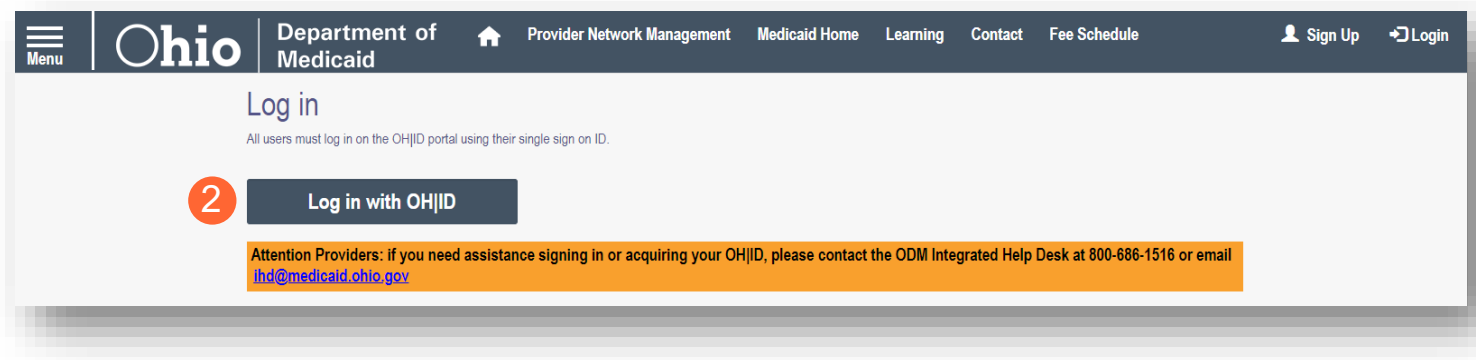 Menu
Ohio
Department of
Medicaid
Provider Network Management
Medicaid Home
Learning
Contact
Fee Schedule
Sign Up
Login
Log in
All users must log in on the OH|ID portal using their single sign on ID.
2
Log in with OH|ID
Attention Providers: if you need assistance signing in or acquiring your OH|ID, please contact the ODM Integrated Help Desk at 800-686-1516 or email
ihd@medicaid.ohio.gov